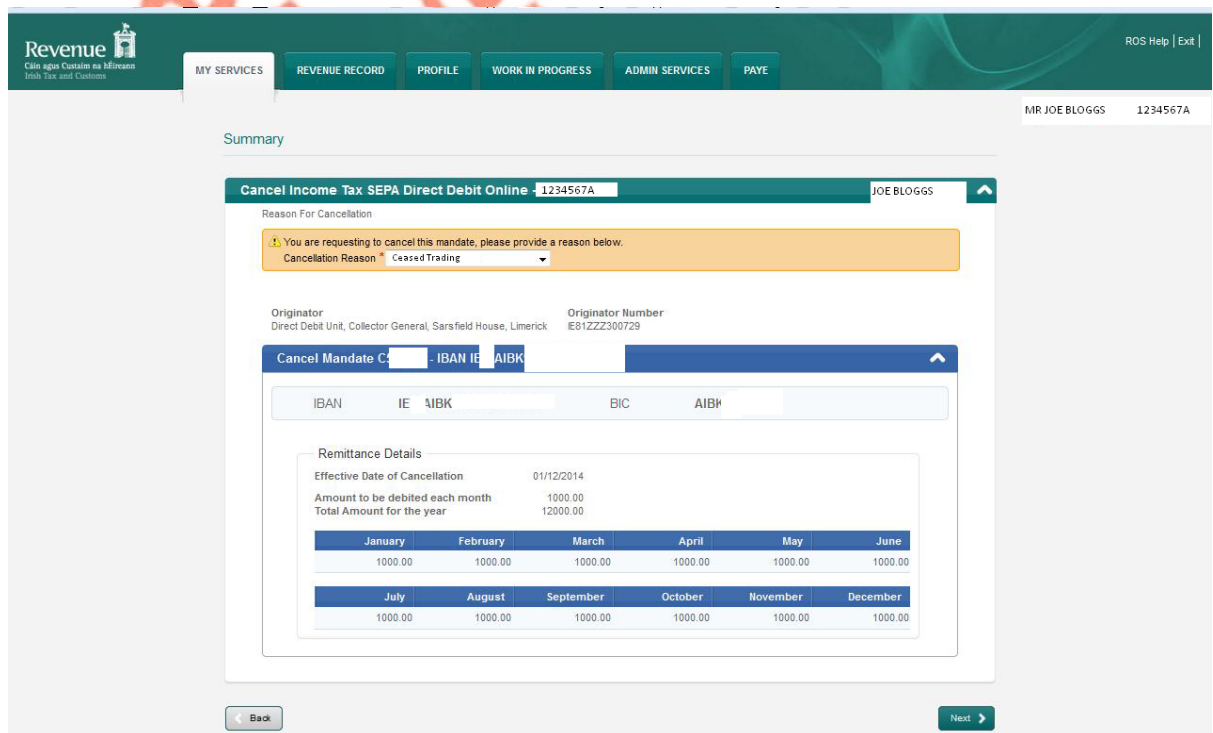 ROS Help | Exit |
Revenue
Cáin agus Custaim na hÉireann
Irish Tax and Customs
MY SERVICES REVENUE RECORD PROFILE WORK IN PROGRESS ADMIN SERVICES PAYE
MR JOE BLOGGS 1234567A
Summary
Cancel Income Tax SEPA Direct Debit Online - 1234567A JOE BLOGGS
Reason For Cancellation
You are requesting to cancel this mandate, please provide a reason below.
Cancellation Reason * Ceased Trading
Originator Originator Number
Direct Debit Unit, Collector General, Sarsfield House, Limerick IE81ZZZ300729
Cancel Mandate - IBAN IE AIBK
IBAN IE AIBK BIC AIBK
Remittance Details
Effective Date of Cancellation 01/12/2014
Amount to be debited each month 1000.00
Total Amount for the year 12000.00
January February March April May June
1000.00 1000.00 1000.00 1000.00 1000.00 1000.00
July August September October November December
1000.00 1000.00 1000.00 1000.00 1000.00 1000.00
Back Next